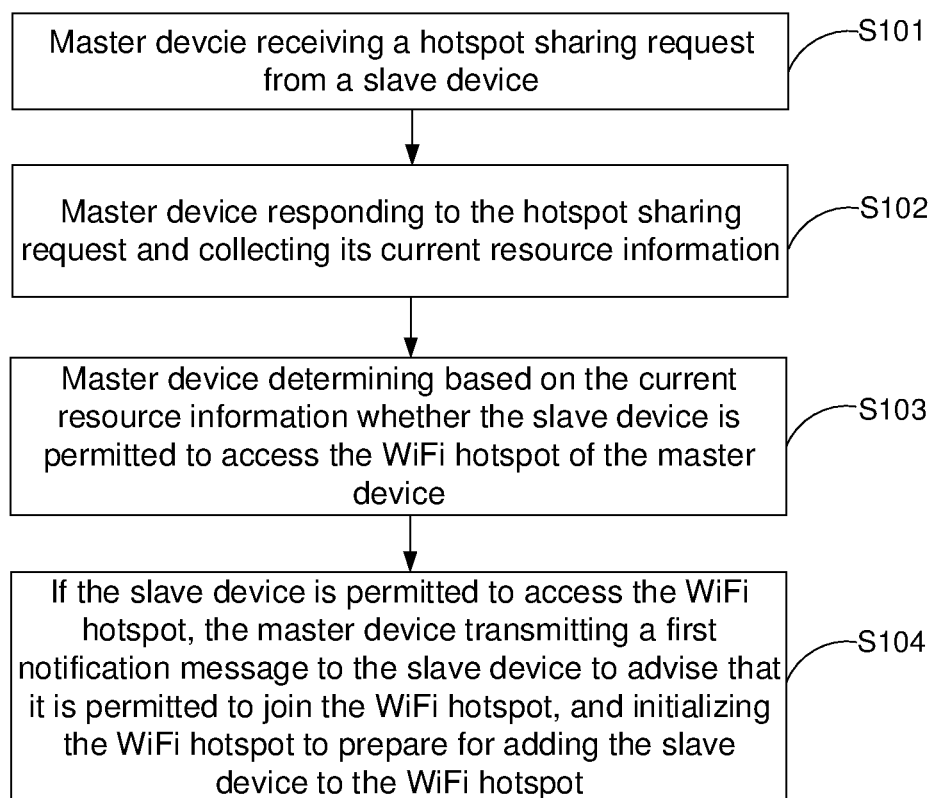 Master devcie receiving a hotspot sharing request
from a slave device
S101
Master device responding to the hotspot sharing
request and collecting its current resource information
S102
Master device determining based on the current
resource information whether the slave device is
permitted to access the WiFi hotspot of the master
device
S103
If the slave device is permitted to access the WiFi
hotspot, the master device transmitting a first
notification message to the slave device to advise that
it is permitted to join the WiFi hotspot, and initializing
the WiFi hotspot to prepare for adding the slave
device to the WiFi hotspot
S104